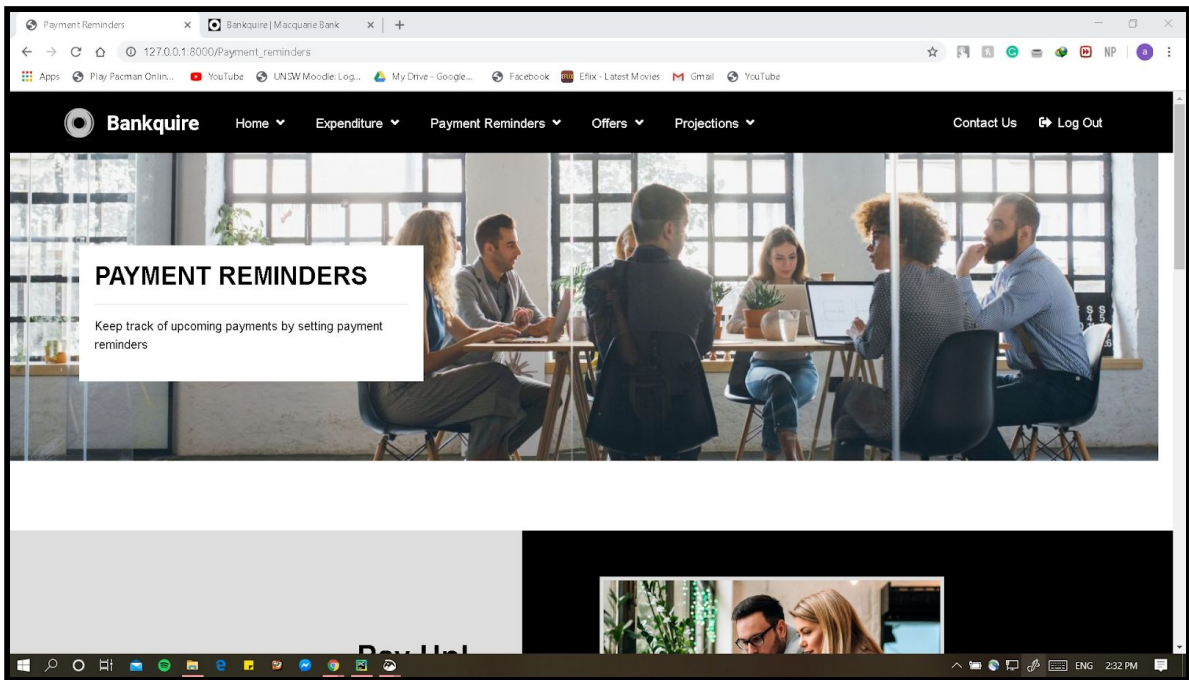 Payment Reminders
Bankquire | Macquarie Bank
127.0.0.1:8000/Payment_reminders
NP
a
Apps
Play Pacman Onlin...
YouTube
UNSW Moodle: Log...
My Drive - Google...
Facebook
Eflix - Latest Movies
Gmail
YouTube
Bankquire
Home
Expenditure
Payment Reminders
Offers
Projections
Contact Us
Log Out
PAYMENT REMINDERS
Keep track of upcoming payments by setting payment
reminders
Pay Up!
ENG
2:32 PM